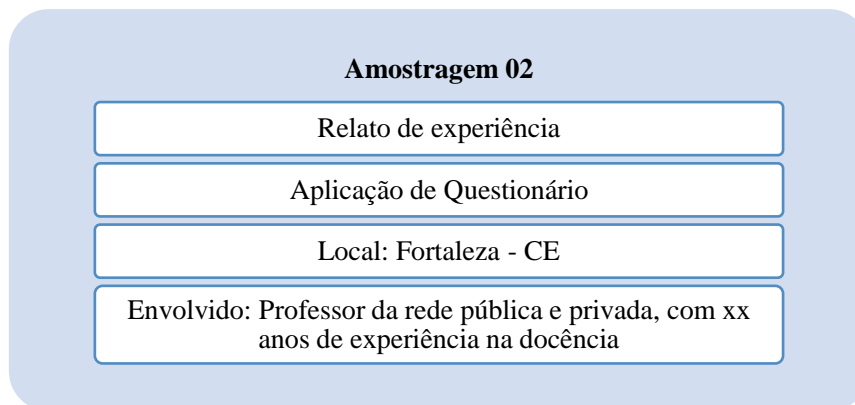 Amostragem 02
Relato de experiência
Aplicação de Questionário
Local: Fortaleza - CE
Envolvido: Professor da rede pública e privada, com xx
anos de experiência na docência